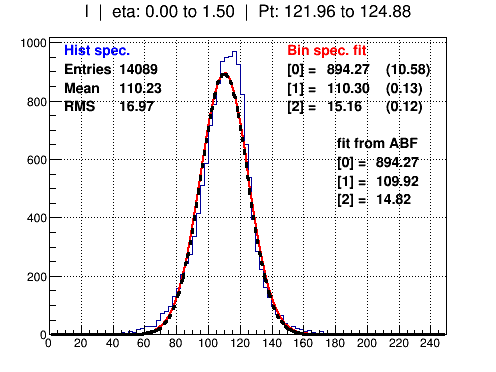 I | eta: 0.00 to 1.50 | Pt: 121.96 to 124.88
Hist spec.
Entries 14089
Mean 110.23
RMS 16.97
Bin spec. fit
[0] = 894.27 (10.58)
[1] = 110.30 (0.13)
[2] = 15.16 (0.12)
fit from ABF
[0] = 894.27
[1] = 109.92
[2] = 14.82
1000
800
600
400
200
0
0 20 40 60 80 100 120 140 160 180 200 220 240